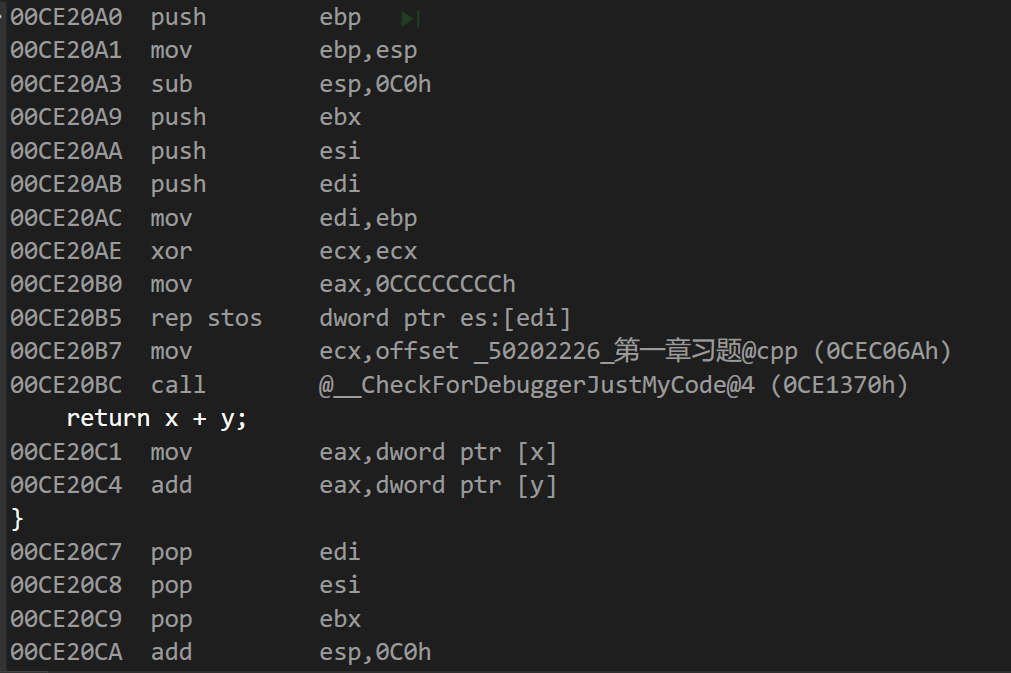 00CE20A0 push ebp
00CE20A1 mov ebp,esp
00CE20A3 sub esp,0C0h
00CE20A9 push ebx
00CE20AA push esi
00CE20AB push edi
00CE20AC mov edi,ebp
00CE20AE xor ecx,ecx
00CE20B0 mov eax,0CCCCCCCCh
00CE20B5 rep stos dword ptr es:[edi]
00CE20B7 mov ecx,offset _50202226_第一章习题@cpp (0CEC06Ah)
00CE20BC call @__CheckForDebuggerJustMyCode@4 (0CE1370h)
return x + y;
00CE20C1 mov eax,dword ptr [x]
00CE20C4 add eax,dword ptr [y]
}
00CE20C7 pop edi
00CE20C8 pop esi
00CE20C9 pop ebx
00CE20CA add esp,0C0h